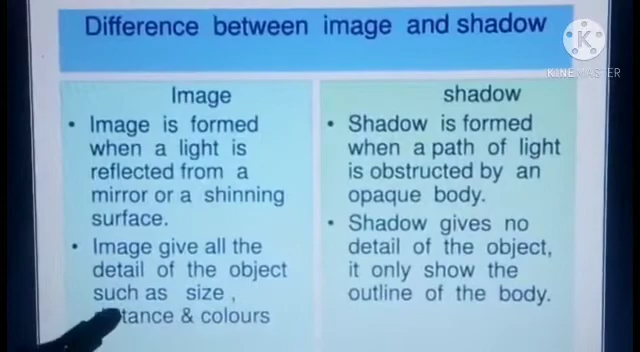 Difference between image and shadow
KINEMASTER
Image
• Image is formed
when a light is
reflected from a
mirror or a shinning
surface.
• Image give all the
detail of the object
such as size ,
& colours
shadow
• Shadow is formed
when a path of light
is obstructed by an
opaque body.
• Shadow gives no
detail of the object,
it only show the
outline of the body.